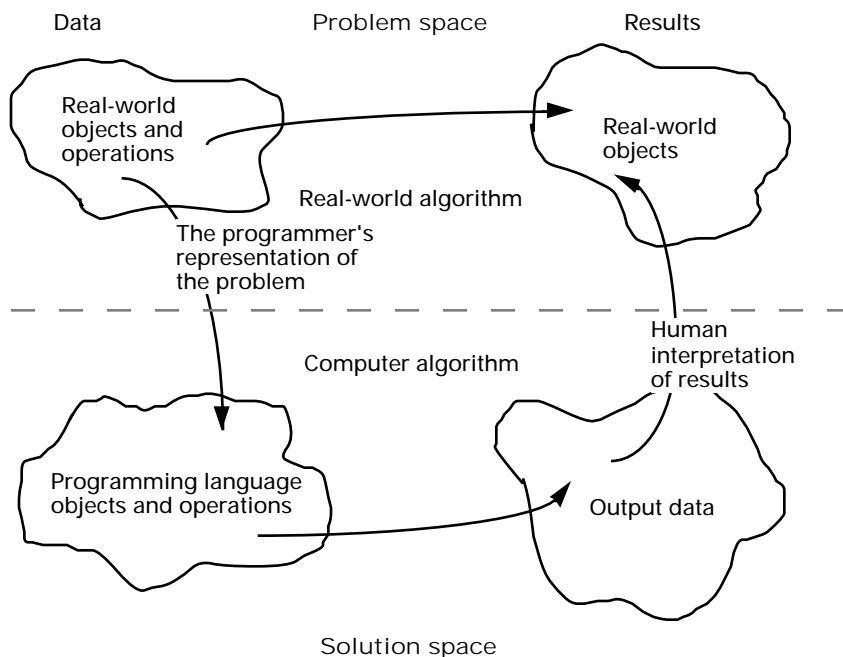 Data
Problem space
Results
Real-world
objects and
operations
Real-world
objects
Real-world algorithm
The programmer's
representation of
the problem
Human
interpretation
of results
Computer algorithm
Programming language
objects and operations
Output data
Solution space